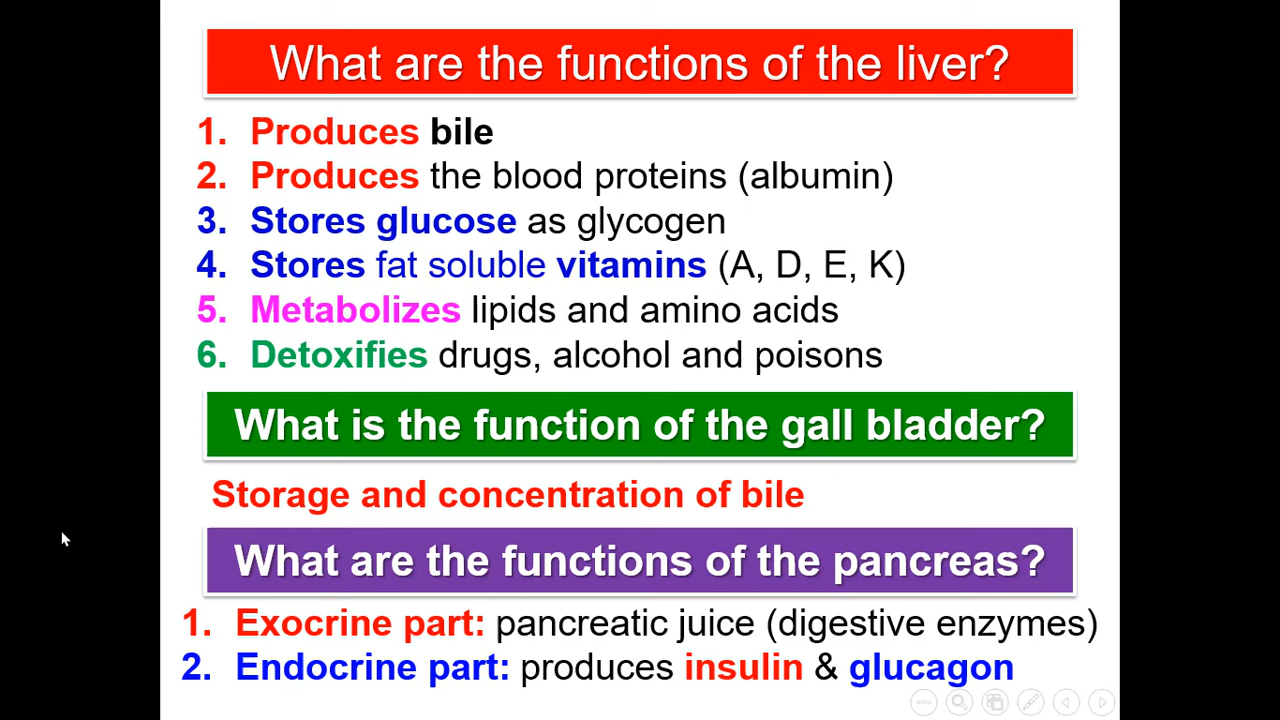 What are the functions of the liver?
1. Produces bile
2. Produces the blood proteins (albumin)
3. Stores glucose as glycogen
4. Stores fat soluble vitamins (A, D, E, K)
5. Metabolizes lipids and amino acids
6. Detoxifies drugs, alcohol and poisons
What is the function of the gall bladder?
Storage and concentration of bile
What are the functions of the pancreas?
1. Exocrine part: pancreatic juice (digestive enzymes)
2. Endocrine part: produces insulin & glucagon